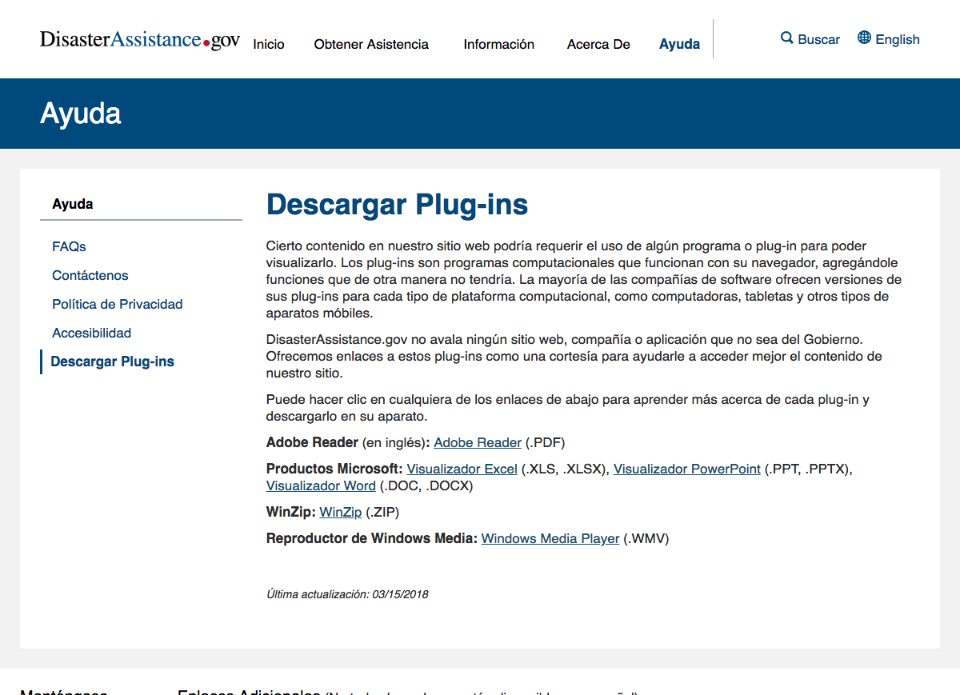 DisasterAssistance.gov
Inicio
Obtener Asistencia
Información
Acerca De
Ayuda
Buscar
English
Ayuda
Ayuda
FAQs
Contáctenos
Política de Privacidad
Accesibilidad
Descargar Plug-ins
Descargar Plug-ins
Cierto contenido en nuestro sitio web podría requerir el uso de algún programa o plug-in para poder
visualizarlo. Los plug-ins son programas computacionales que funcionan con su navegador, agregándole
funciones que de otra manera no tendría. La mayoría de las compañías de software ofrecen versiones de
sus plug-ins para cada tipo de plataforma computacional, como computadoras, tabletas y otros tipos de
aparatos móbiles.
DisasterAssistance.gov no avala ningún sitio web, compañía o aplicación que no sea del Gobierno.
Ofrecemos enlaces a estos plug-ins como una cortesía para ayudarle a acceder mejor el contenido de
nuestro sitio.
Puede hacer clic en cualquiera de los enlaces de abajo para aprender más acerca de cada plug-in y
descargarlo en su aparato.
Adobe Reader (en inglés): Adobe Reader (.PDF)
Productos Microsoft: Visualizador Excel (.XLS, .XLSX), Visualizador PowerPoint (.PPT, .PPTX),
Visualizador Word (.DOC, .DOCX)
WinZip: WinZip (.ZIP)
Reproductor de Windows Media: Windows Media Player (.WMV)
Última actualización: 03/15/2018
Manténgase
Enlaces Adicionales